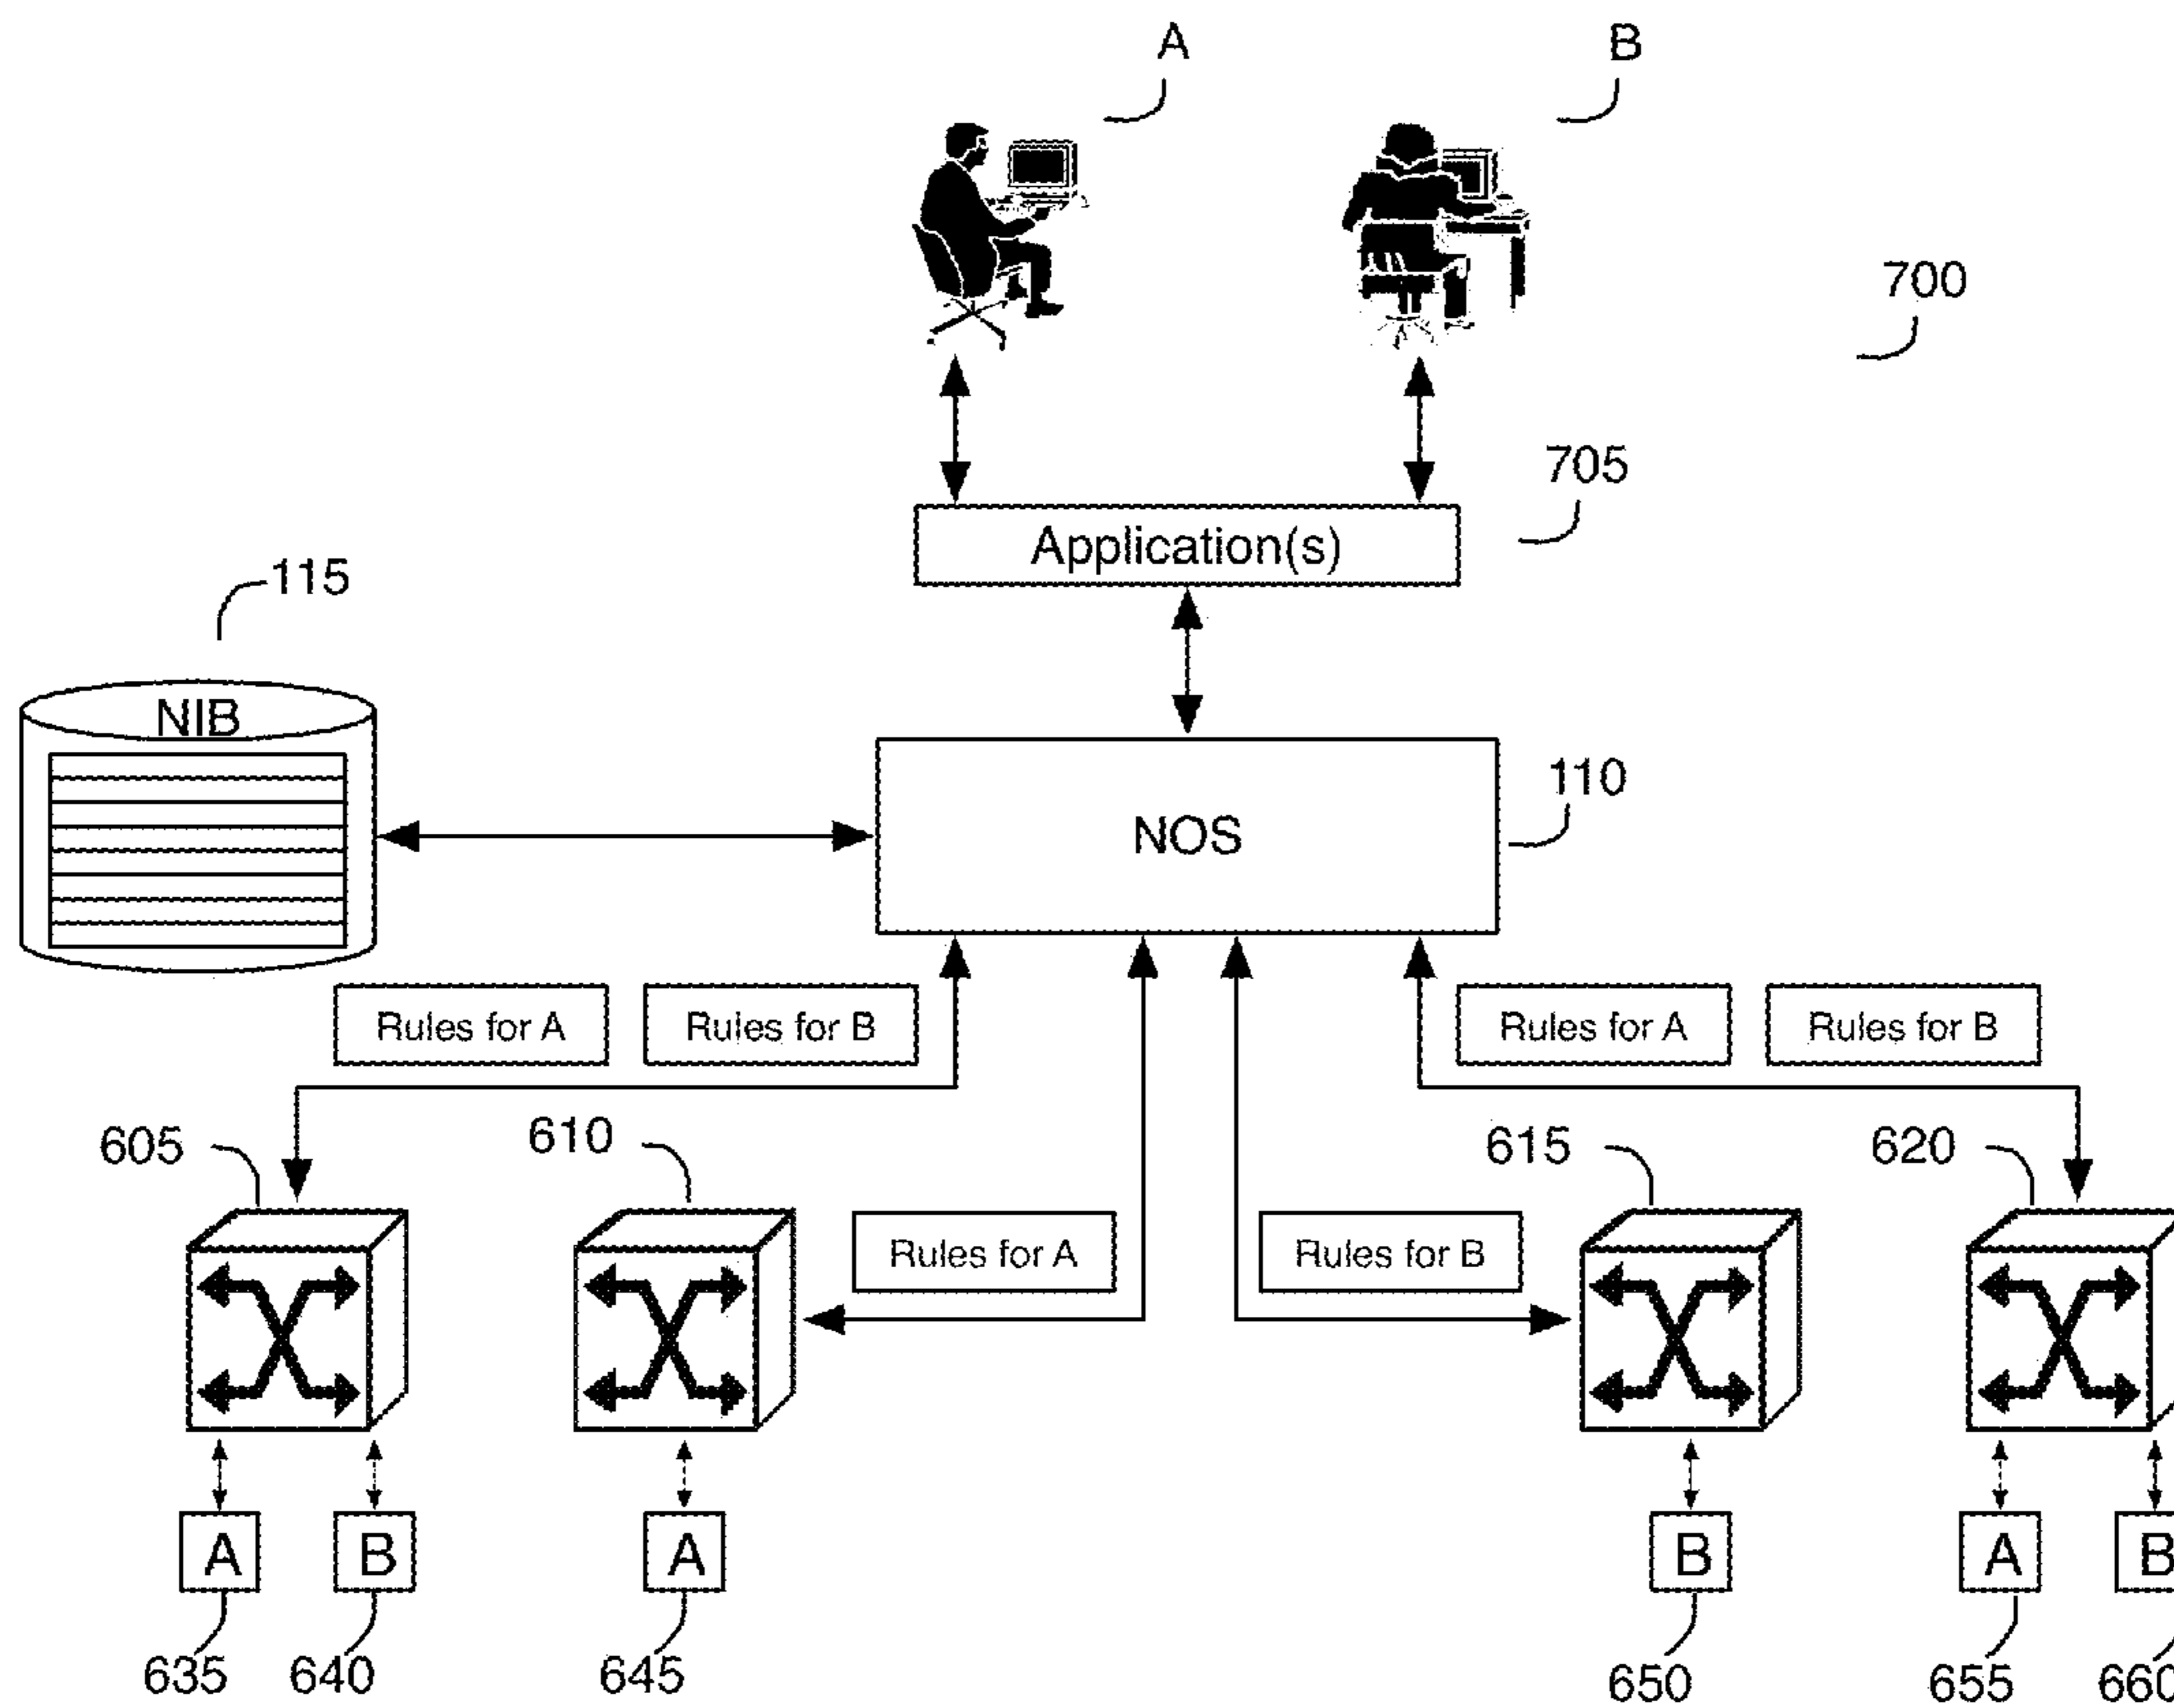 A
B
700
705
Application(s)
115
NIB
110
NOS
Rules for A
Rules for B
Rules for A
Rules for B
605
610
615
620
Rules for A
Rules for B
A
B
A
B
A
B
635
640
645
650
655
660